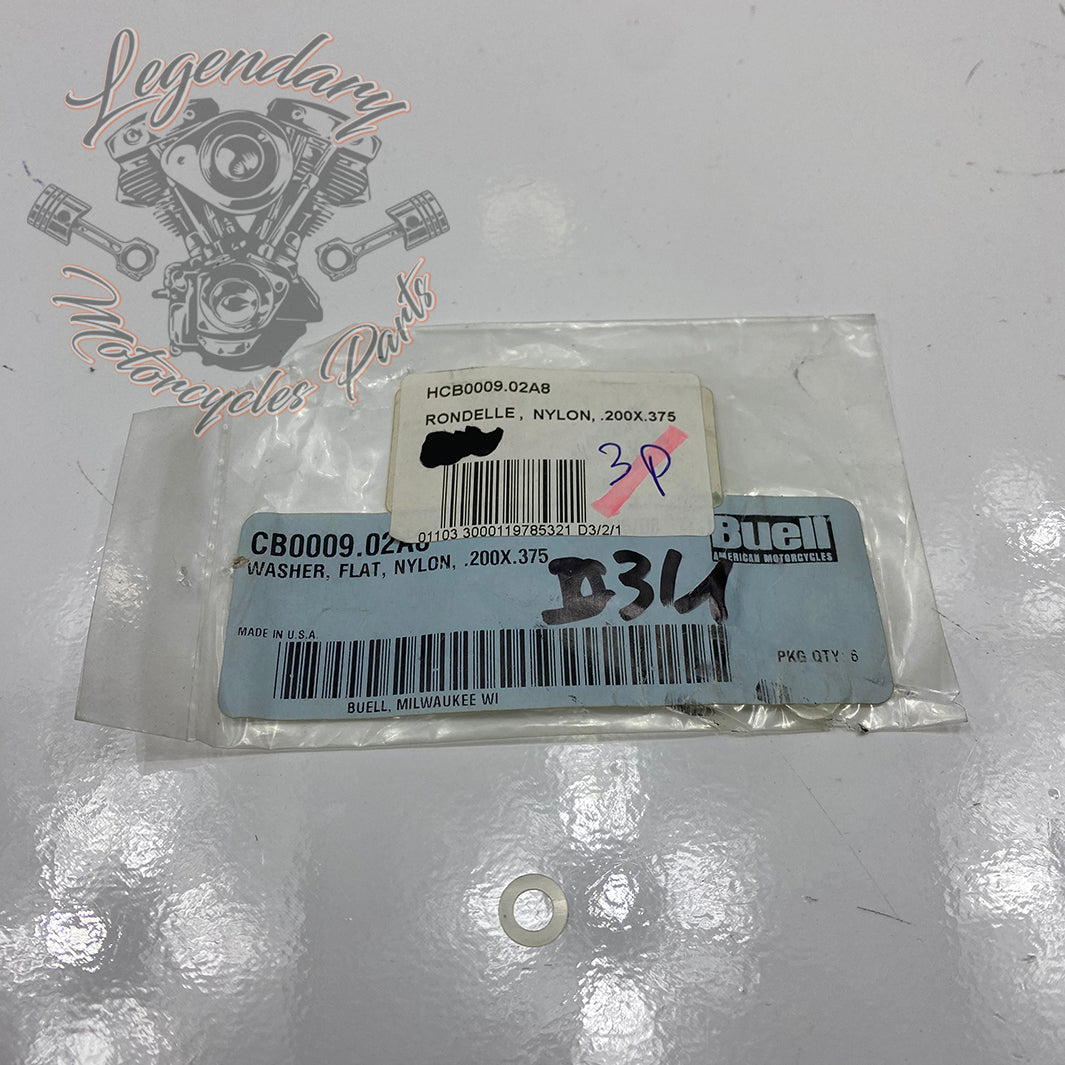 Legendary
Motorcycles Parts
HCB0009.02A8
RONDELLE, NYLON, .200X.375
3P
01103 3000119785321 D3/2/1
CB0009.02A8
WASHER, FLAT, NYLON, .200X.375
Buell
AMERICAN MOTORCYCLES
MADE IN U.S.A.
PKG QTY: 6
BUELL, MILWAUKEE WI